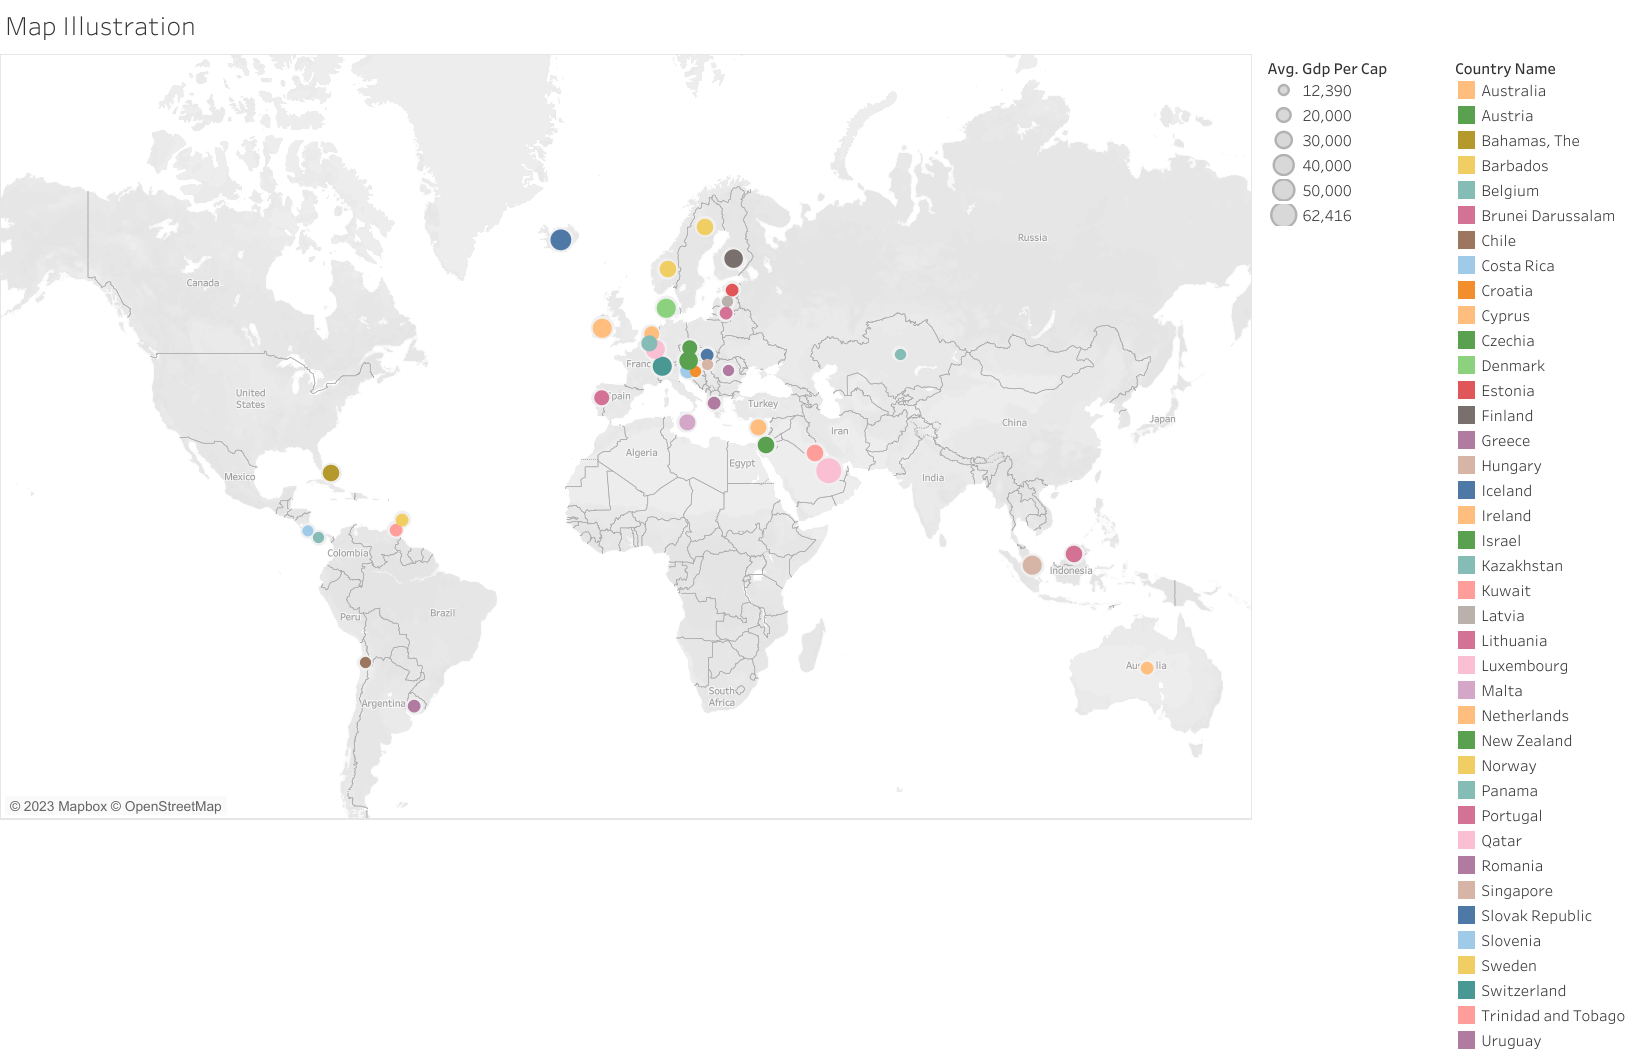 Map Illustration
Canada
United
States
Mexico
Colombia
Peru
Brazil
Argentina
Franc
pain
Algeria
Egypt
Turkey
Iran
South
Africa
Russia
China
India
Japan
Indonesia
Au lia
© 2023 Mapbox © OpenStreetMap
Avg. Gdp Per Cap
12,390
20,000
30,000
40,000
50,000
62,416
Country Name
Australia
Austria
Bahamas, The
Barbados
Belgium
Brunei Darussalam
Chile
Costa Rica
Croatia
Cyprus
Czechia
Denmark
Estonia
Finland
Greece
Hungary
Iceland
Ireland
Israel
Kazakhstan
Kuwait
Latvia
Lithuania
Luxembourg
Malta
Netherlands
New Zealand
Norway
Panama
Portugal
Qatar
Romania
Singapore
Slovak Republic
Slovenia
Sweden
Switzerland
Trinidad and Tobago
Uruguay